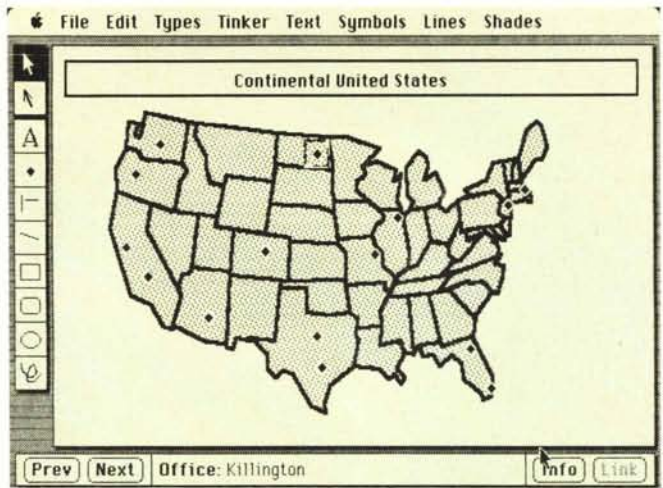 File Edit Types Tinker Text Symbols Lines Shades
Continental United States
A
Prev Next Office: Killington Info Link